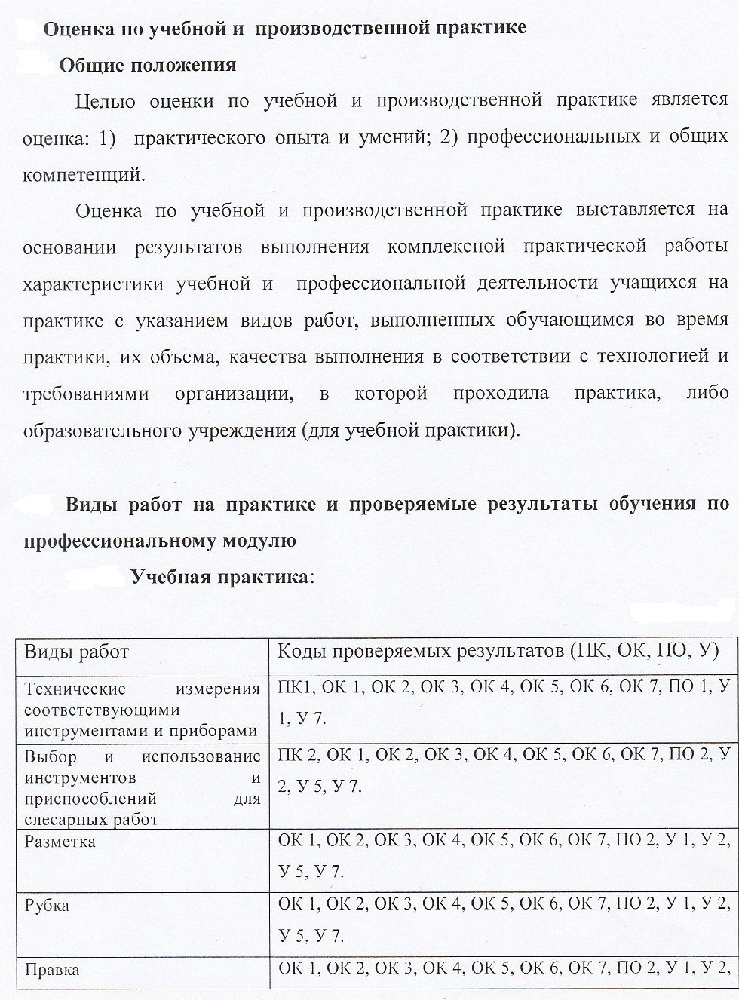 Оценка по учебной и производственной практике
Общие положения
Целью оценки по учебной и производственной практике является
оценка: 1) практического опыта и умений; 2) профессиональных и общих
компетенций.
Оценка по учебной и производственной практике выставляется на
основании результатов выполнения комплексной практической работы
характеристики учебной и профессиональной деятельности учащихся на
практике с указанием видов работ, выполненных обучающимся во время
практики, их объема, качества выполнения в соответствии с технологией и
требованиями организации, в которой проходила практика, либо
образовательного учреждения (для учебной практики).
Виды работ на практике и проверяемые результаты обучения по
профессиональному модулю
Учебная практика:
Виды работ
Коды проверяемых результатов (ПК, ОК, ПО, У)
Технические измерения
соответствующими
инструментами и приборами
ПК1, ОК 1, ОК 2, ОК 3, ОК 4, ОК 5, ОК 6, ОК 7, ПО 1, У
1, У 7.
Выбор и использование
инструментов и
приспособлений для
слесарных работ
ПК 2, ОК 1, ОК 2, ОК 3, ОК 4, ОК 5, ОК 6, ОК 7, ПО 2, У
2, У 5, У 7.
Разметка
ОК 1, ОК 2, ОК 3, ОК 4, ОК 5, ОК 6, ОК 7, ПО 2, У 1, У 2,
У 5, У 7.
Рубка
ОК 1, ОК 2, ОК 3, ОК 4, ОК 5, ОК 6, ОК 7, ПО 2, У 1, У 2,
У 5, У 7.
Правка
ОК 1, ОК 2, ОК 3, ОК 4, ОК 5, ОК 6, ОК 7, ПО 2, У 1, У 2,